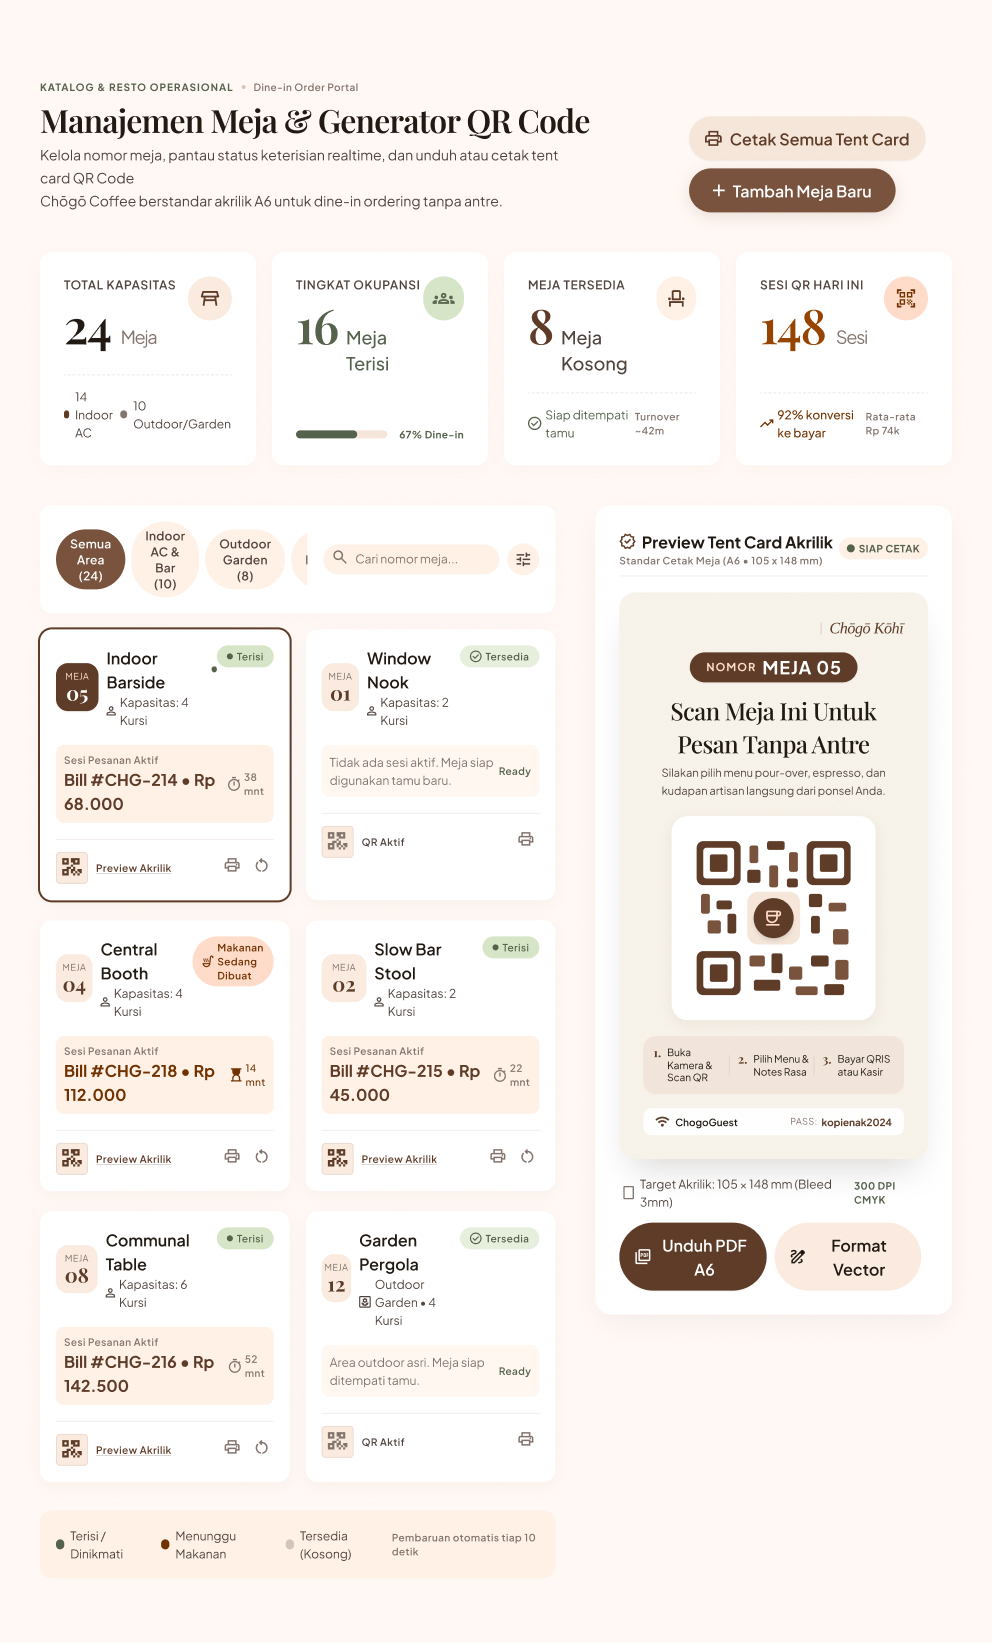 KATALOG & RESTO OPERASIONAL • Dine-in Order Portal
Manajemen Meja & Generator QR Code
Kelola nomor meja, pantau status keterisian realtime, dan unduh atau cetak tent
card QR Code
Chōgō Coffee berstandar akrilik A6 untuk dine-in ordering tanpa antre.
Cetak Semua Tent Card
Tambah Meja Baru
TOTAL KAPASITAS
24 Meja
14
Indoor
AC
10
Outdoor/Garden
TINGKAT OKUPANSI
16 Meja
Terisi
67% Dine-in
MEJA TERSEDIA
8 Meja
Kosong
Siap ditempati
tamu
Turnover
~42m
SESI QR HARI INI
148 Sesi
92% konversi
ke bayar
Rata-rata
Rp 74k
Semua
Area
(24)
Indoor
AC &
Bar
(10)
Outdoor
Garden
(8)
Cari nomor meja...
MEJA
05
Indoor
Barside
Kapasitas: 4
Kursi
• Terisi
Sesi Pesanan Aktif
Bill #CHG-214 • Rp
68.000
38
mnt
Preview Akrilik
MEJA
01
Window
Nook
Kapasitas: 2
Kursi
Tersedia
Tidak ada sesi aktif. Meja siap
digunakan tamu baru.
Ready
QR Aktif
MEJA
04
Central
Booth
Kapasitas: 4
Kursi
Makanan
Sedang
Dibuat
Sesi Pesanan Aktif
Bill #CHG-218 • Rp
112.000
14
mnt
Preview Akrilik
MEJA
02
Slow Bar
Stool
Kapasitas: 2
Kursi
• Terisi
Sesi Pesanan Aktif
Bill #CHG-215 • Rp
45.000
22
mnt
Preview Akrilik
MEJA
08
Communal
Table
Kapasitas: 6
Kursi
• Terisi
Sesi Pesanan Aktif
Bill #CHG-216 • Rp
142.500
52
mnt
Preview Akrilik
MEJA
12
Garden
Pergola
Outdoor
Garden • 4
Kursi
Tersedia
Area outdoor asri. Meja siap
ditempati tamu.
Ready
QR Aktif
Terisi /
Dinikmati
Menunggu
Makanan
Tersedia
(Kosong)
Pembaruan otomatis tiap 10
detik
Preview Tent Card Akrilik
Standar Cetak Meja (A6 • 105 x 148 mm)
• SIAP CETAK
Chōgō Kōhī
NOMOR MEJA 05
Scan Meja Ini Untuk
Pesan Tanpa Antre
Silakan pilih menu pour-over, espresso, dan
kudapan artisan langsung dari ponsel Anda.
1. Buka
Kamera &
Scan QR
2. Pilih Menu &
Notes Rasa
3. Bayar QRIS
atau Kasir
ChogoGuest
PASS: kopienak2024
Target Akrilik: 105 × 148 mm (Bleed
3mm)
300 DPI
CMYK
Unduh PDF
A6
Format
Vector